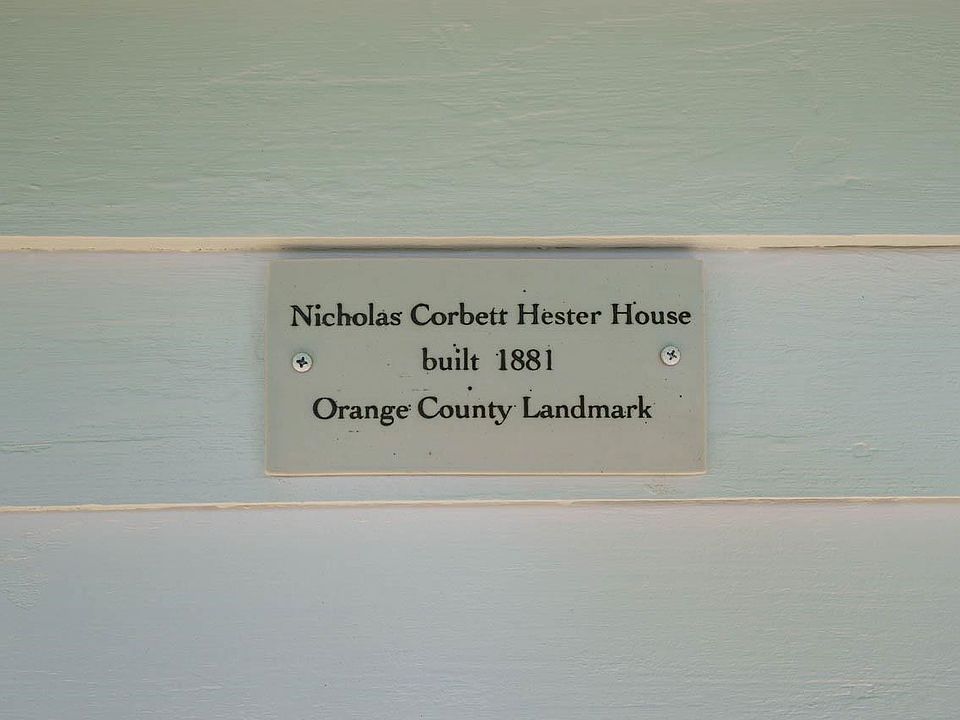 Nicholas Corbett Hester House
built 1881
Orange County Landmark